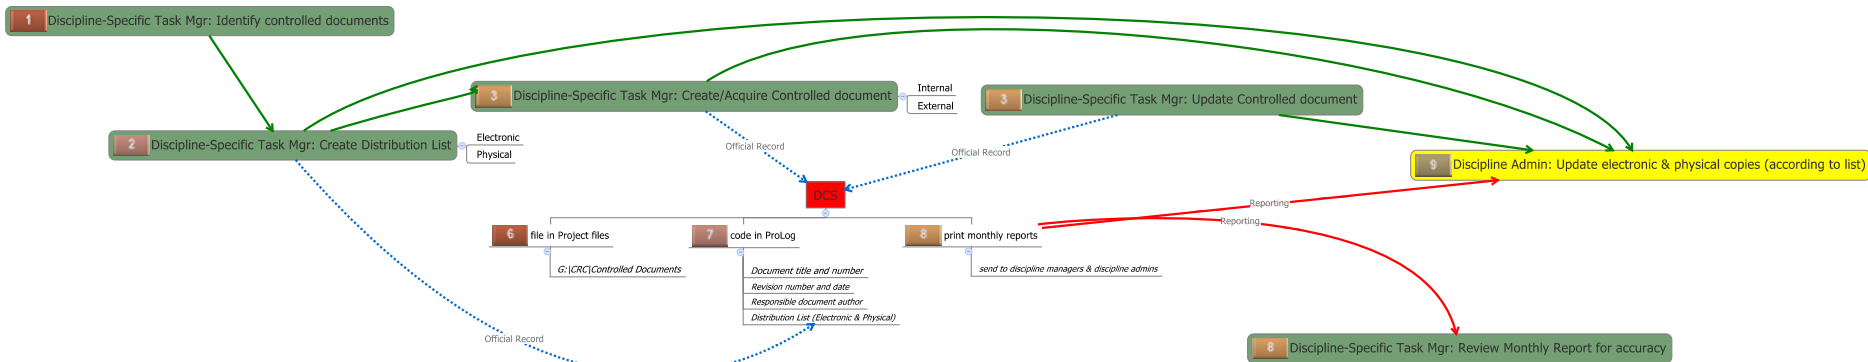 1 Discipline-Specific Task Mgr: Identify controlled documents
3 Discipline-Specific Task Mgr: Create/Acquire Controlled document
Internal
External
3 Discipline-Specific Task Mgr: Update Controlled document
2 Discipline-Specific Task Mgr: Create Distribution List
Electronic
Physical
Official Record
Official Record
9 Discipline Admin: Update electronic & physical copies (according to list)
DCS
Reporting
Reporting
6 file in Project files
7 code in ProLog
8 print monthly reports
G:|CRC|Controlled Documents
Document title and number
Revision number and date
Responsible document author
Distribution List (Electronic & Physical)
send to discipline managers & discipline admins
Official Record
8 Discipline-Specific Task Mgr: Review Monthly Report for accuracy